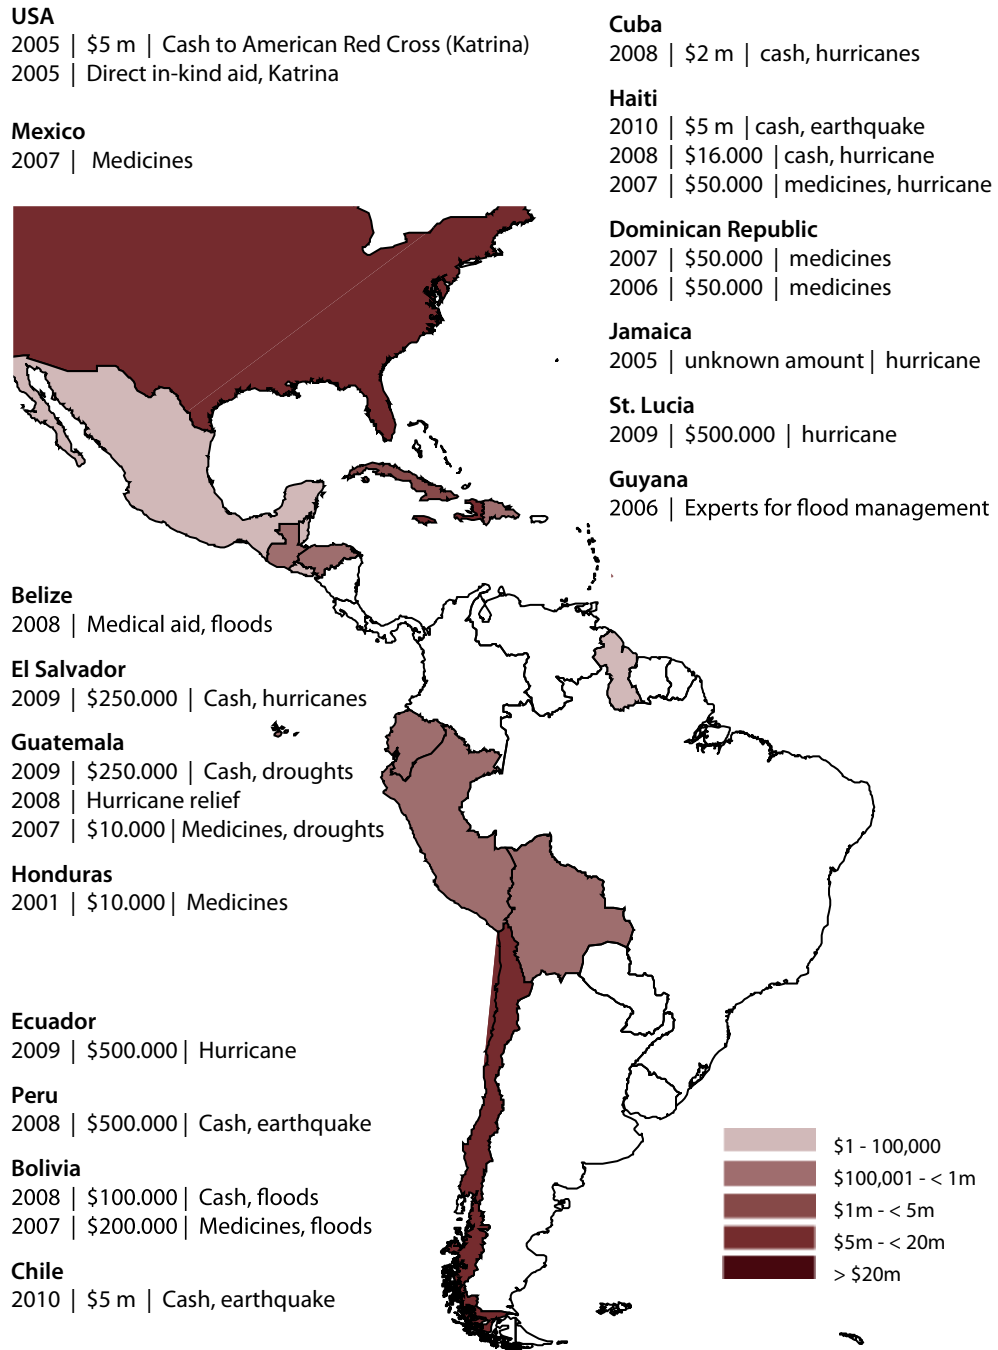 USA
2005 | $5 m | Cash to American Red Cross (Katrina)
2005 | Direct in-kind aid, Katrina
Mexico
2007 | Medicines
Cuba
2008 | $2 m | cash, hurricanes
Haiti
2010 | $5 m | cash, earthquake
2008 | $16.000 | cash, hurricane
2007 | $50.000 | medicines, hurricane
Dominican Republic
2007 | $50.000 | medicines
2006 | $50.000 | medicines
Jamaica
2005 | unknown amount | hurricane
St. Lucia
2009 | $500.000 | hurricane
Guyana
2006 | Experts for flood management
Belize
2008 | Medical aid, floods
El Salvador
2009 | $250.000 | Cash, hurricanes
Guatemala
2009 | $250.000 | Cash, droughts
2008 | Hurricane relief
2007 | $10.000 | Medicines, droughts
Honduras
2001 | $10.000 | Medicines
Ecuador
2009 | $500.000 | Hurricane
Peru
2008 | $500.000 | Cash, earthquake
Bolivia
2008 | $100.000 | Cash, floods
2007 | $200.000 | Medicines, floods
Chile
2010 | $5 m | Cash, earthquake
$1 - 100,000
$100,001 - < 1m
$1m - < 5m
$5m - < 20m
> $20m